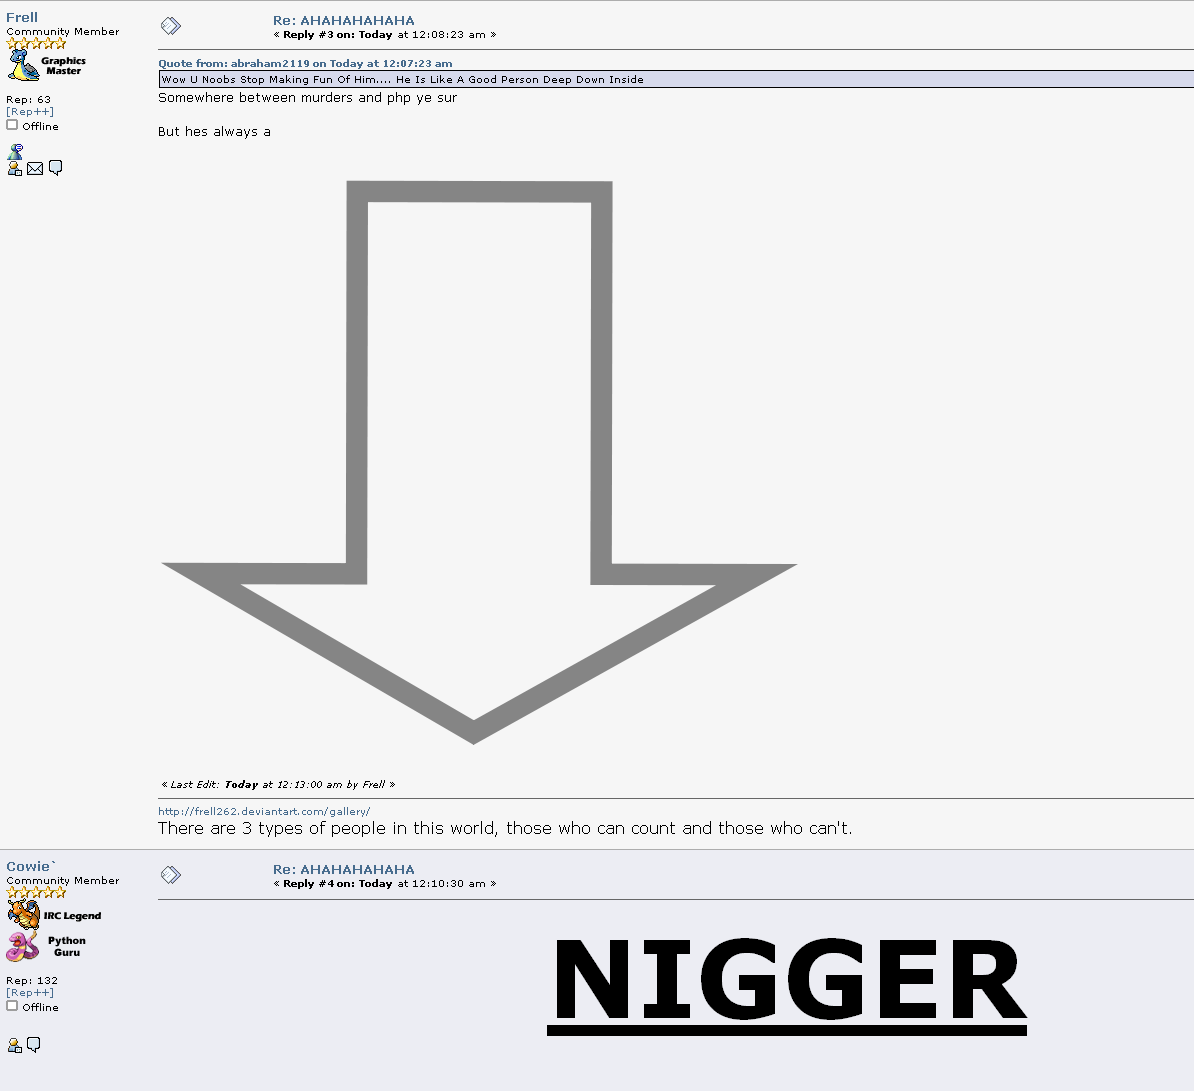 Frell
Community Member
Graphics
Master
Rep: 63
[Rep++]
Offline
Re: AHAHAHAHAHA
« Reply #3 on: Today at 12:08:23 am »
Quote from: abraham2119 on Today at 12:07:23 am
Wow U Noobs Stop Making Fun Of Him.... He Is Like A Good Person Deep Down Inside
Somewhere between murders and php ye sur
But hes always a
« Last Edit: Today at 12:13:00 am by Frell »
http://frell262.deviantart.com/gallery/
There are 3 types of people in this world, those who can count and those who can't.
Cowie`
Community Member
IRC Legend
Python
Guru
Rep: 132
[Rep++]
Offline
Re: AHAHAHAHAHA
« Reply #4 on: Today at 12:10:30 am »
NIGGER